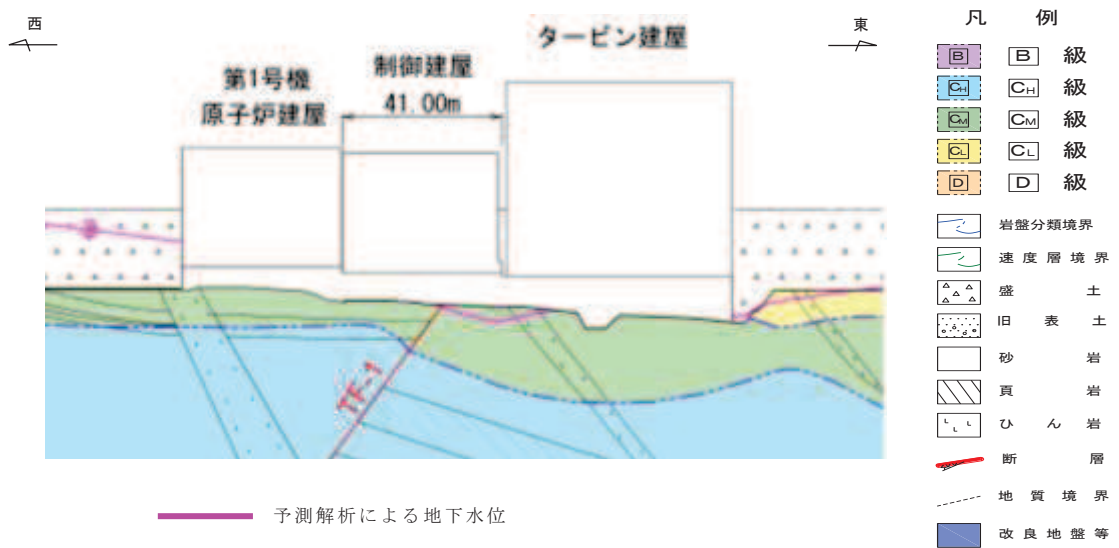 西
東
第1号機
原子炉建屋
制御建屋
41.00m
タービン建屋
TF-1
予測解析による地下水位
凡 例
B B 級
CH CH 級
CM CM 級
CL CL 級
D D 級
岩盤分類境界
速度層境界
盛土
旧表土
砂岩
頁岩
ひん岩
断層
地質境界
改良地盤等